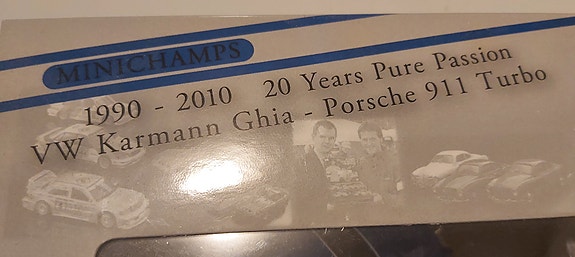 MINICHAMPS
1990 - 2010 20 Years Pure Passion
VW Karmann Ghia - Porsche 911 Turbo